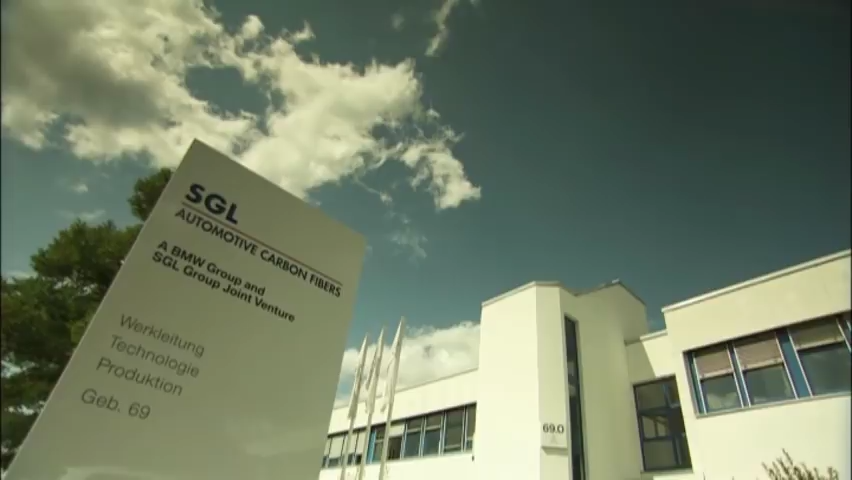 SGL
AUTOMOTIVE CARBON FIBERS
A BMW Group and
SGL Group Joint Venture
Werkleitung
Technologie
Produktion
Geb. 69
69.0